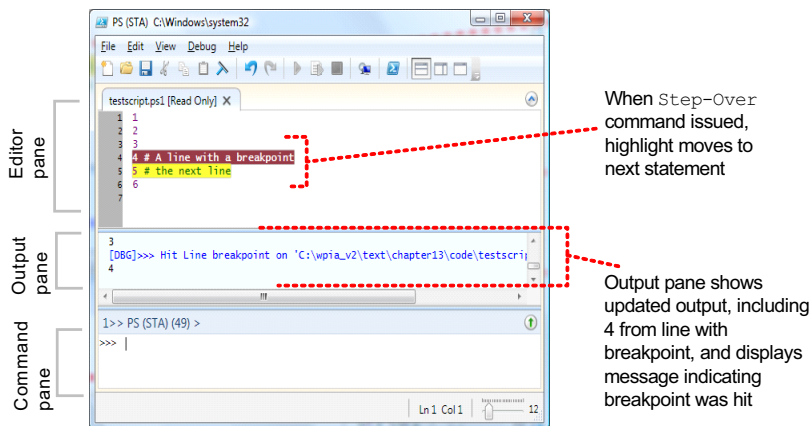 PS (STA) C:\Windows\system32
File Edit View Debug Help
testscript.ps1 [Read Only] X
1 1
2 2
3 3
4 4 # A line with a breakpoint
5 5 # the next line
6 6
7
3
[DBG]>>> Hit Line breakpoint on 'C:\wpia_v2\text\chapter13\code\testscrip
4
1>> PS (STA) (49) >
>>>
Ln 1 Col 1
12
Editor
pane
Output
pane
Command
pane
When Step-Over
command issued,
highlight moves to
next statement
Output pane shows
updated output, including
4 from line with
breakpoint, and displays
message indicating
breakpoint was hit